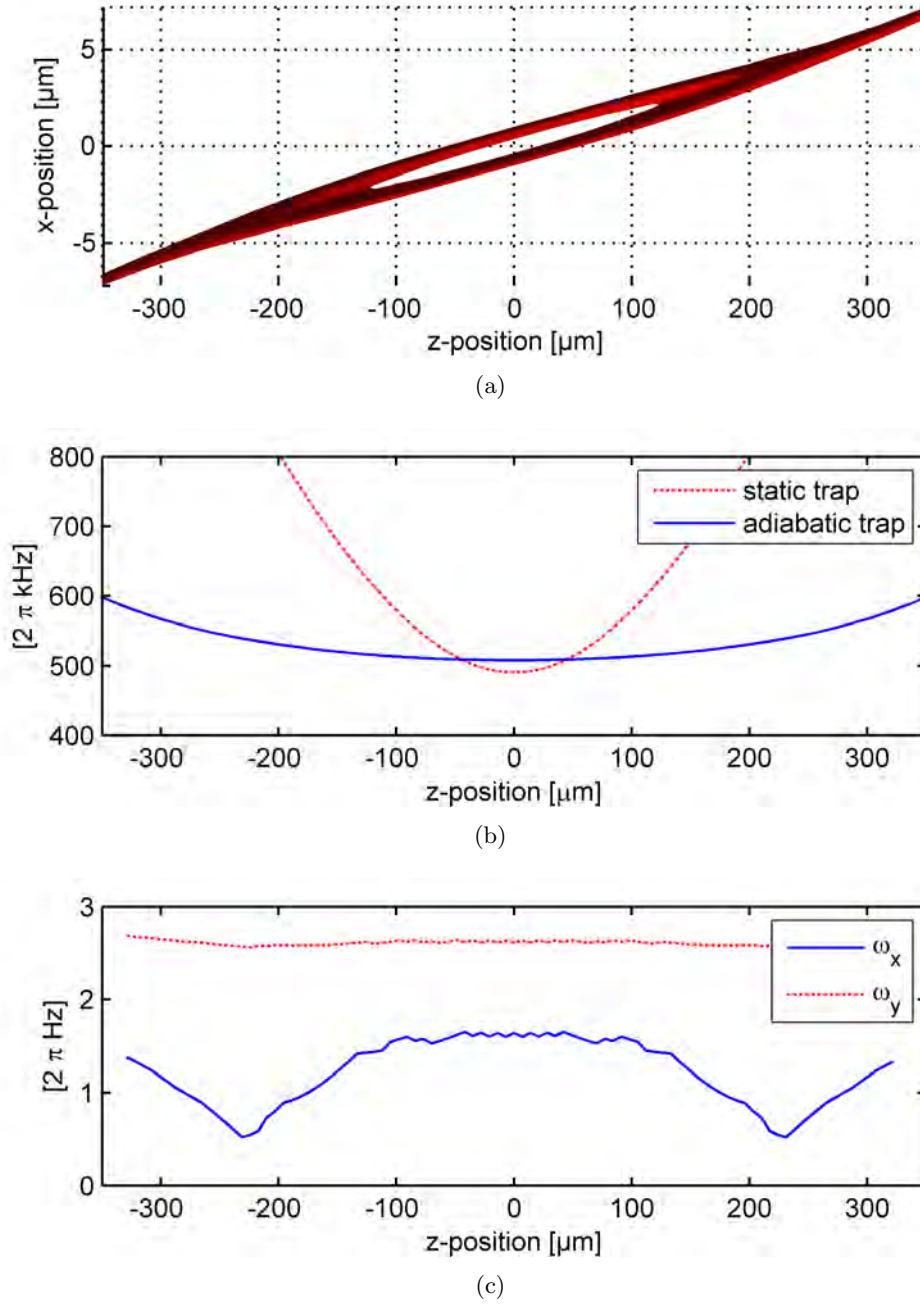 5
0
-5
x-position [µm]
-300 -200 -100 0 100 200 300
z-position [µm]
(a)
800
700
600
500
400
[2 π kHz]
static trap
adiabatic trap
-300 -200 -100 0 100 200 300
z-position [µm]
(b)
3
2
1
0
[2 π Hz]
ω_x
ω_y
-300 -200 -100 0 100 200 300
z-position [µm]
(c)